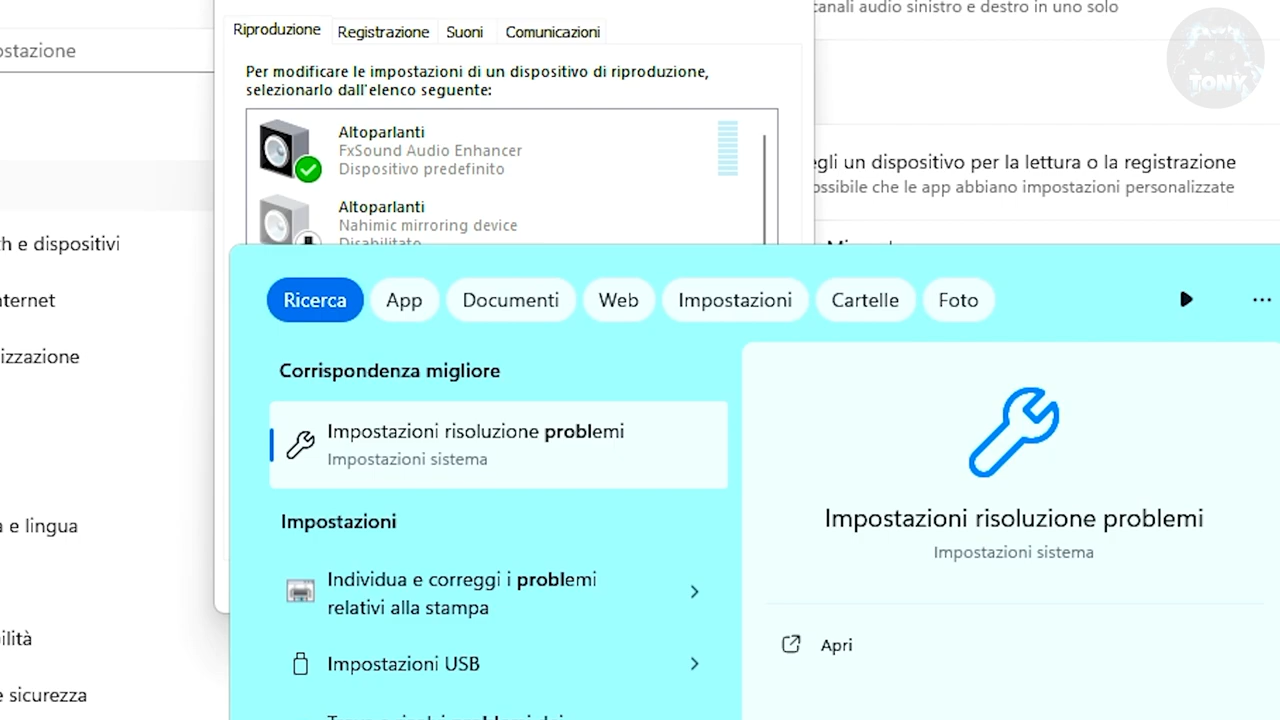 canali audio sinistro e destro in uno solo
TONY
Riproduzione
Registrazione
Suoni
Comunicazioni
ostazione
Per modificare le impostazioni di un dispositivo di riproduzione,
selezionarlo dall'elenco seguente:
Altoparlanti
FxSound Audio Enhancer
Dispositivo predefinito
egli un dispositivo per la lettura o la registrazione
ossibile che le app abbiano impostazioni personalizzate
Altoparlanti
Nahimic mirroring device
Disabilitato
th e dispositivi
nternet
izzazione
a e lingua
ilità
e sicurezza
Ricerca
App
Documenti
Web
Impostazioni
Cartelle
Foto
Corrispondenza migliore
Impostazioni risoluzione problemi
Impostazioni sistema
Impostazioni
Individua e correggi i problemi
relativi alla stampa
Impostazioni USB
Impostazioni risoluzione problemi
Impostazioni sistema
Apri